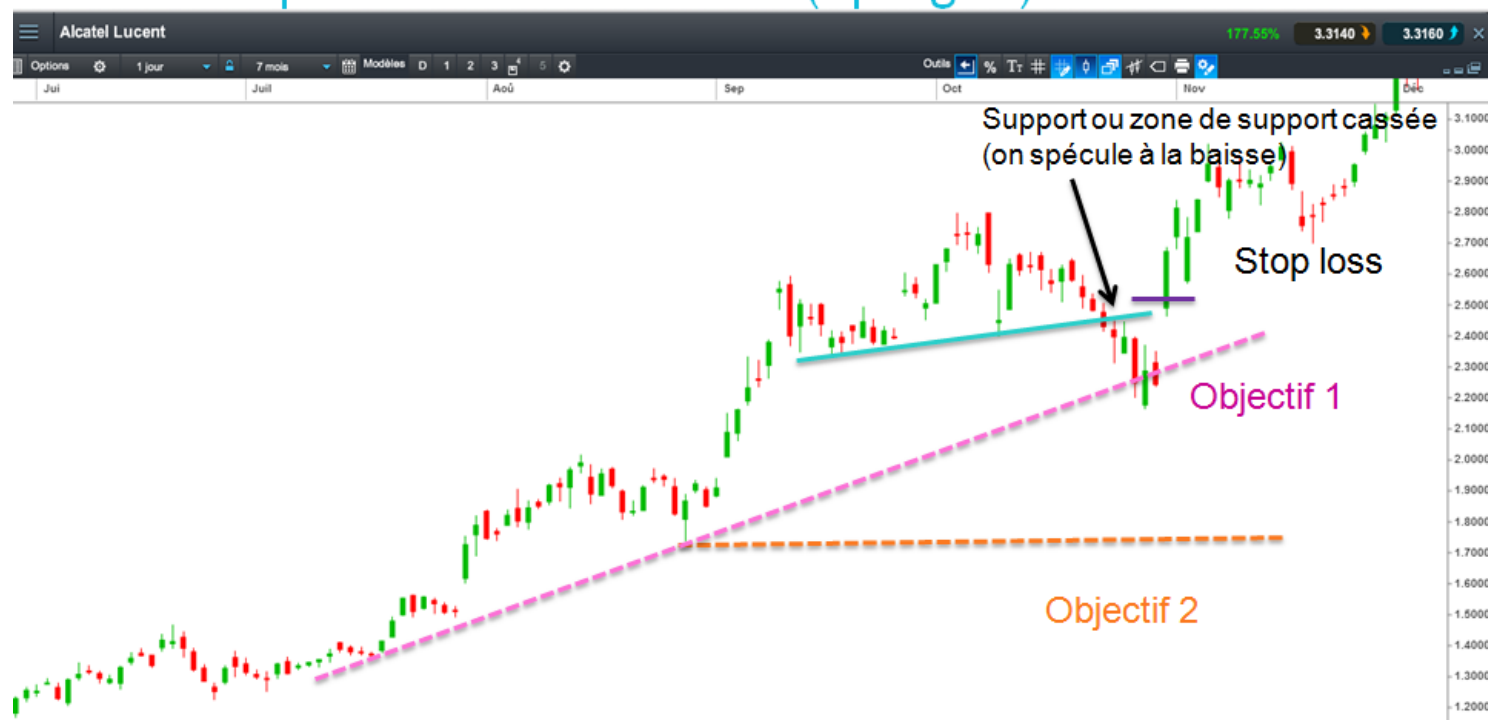 Alcatel Lucent
177.55%
3.3140
3.3160
Options
1 jour
7 mois
Modèles D 1 2 3 4 5
Outils % TT
Jui Juil Aoû Sep Oct Nov Déc
Support ou zone de support cassée
(on spécule à la baisse)
Stop loss
Objectif 1
Objectif 2
3.1000
3.0000
2.9000
2.8000
2.7000
2.6000
2.5000
2.4000
2.3000
2.2000
2.1000
2.0000
1.9000
1.8000
1.7000
1.6000
1.5000
1.4000
1.3000
1.2000